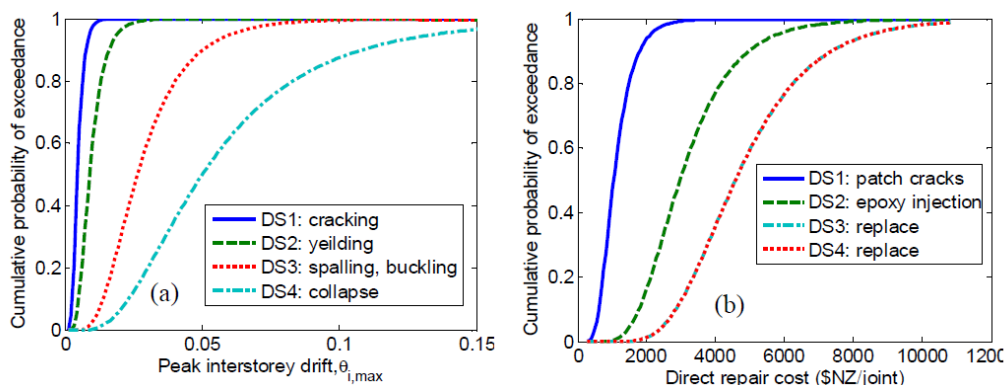 Cumulative probability of exceedance
1
0.8
0.6
0.4
0.2
0
DS1: cracking
DS2: yeilding
DS3: spalling, buckling
DS4: collapse
(a)
0 0.05 0.1 0.15
Peak interstorey drift,θi,max
Cumulative probability of exceedance
1
0.8
0.6
0.4
0.2
0
DS1: patch cracks
DS2: epoxy injection
DS3: replace
DS4: replace
(b)
0 2000 4000 6000 8000 10000 1200
Direct repair cost ($NZ/joint)